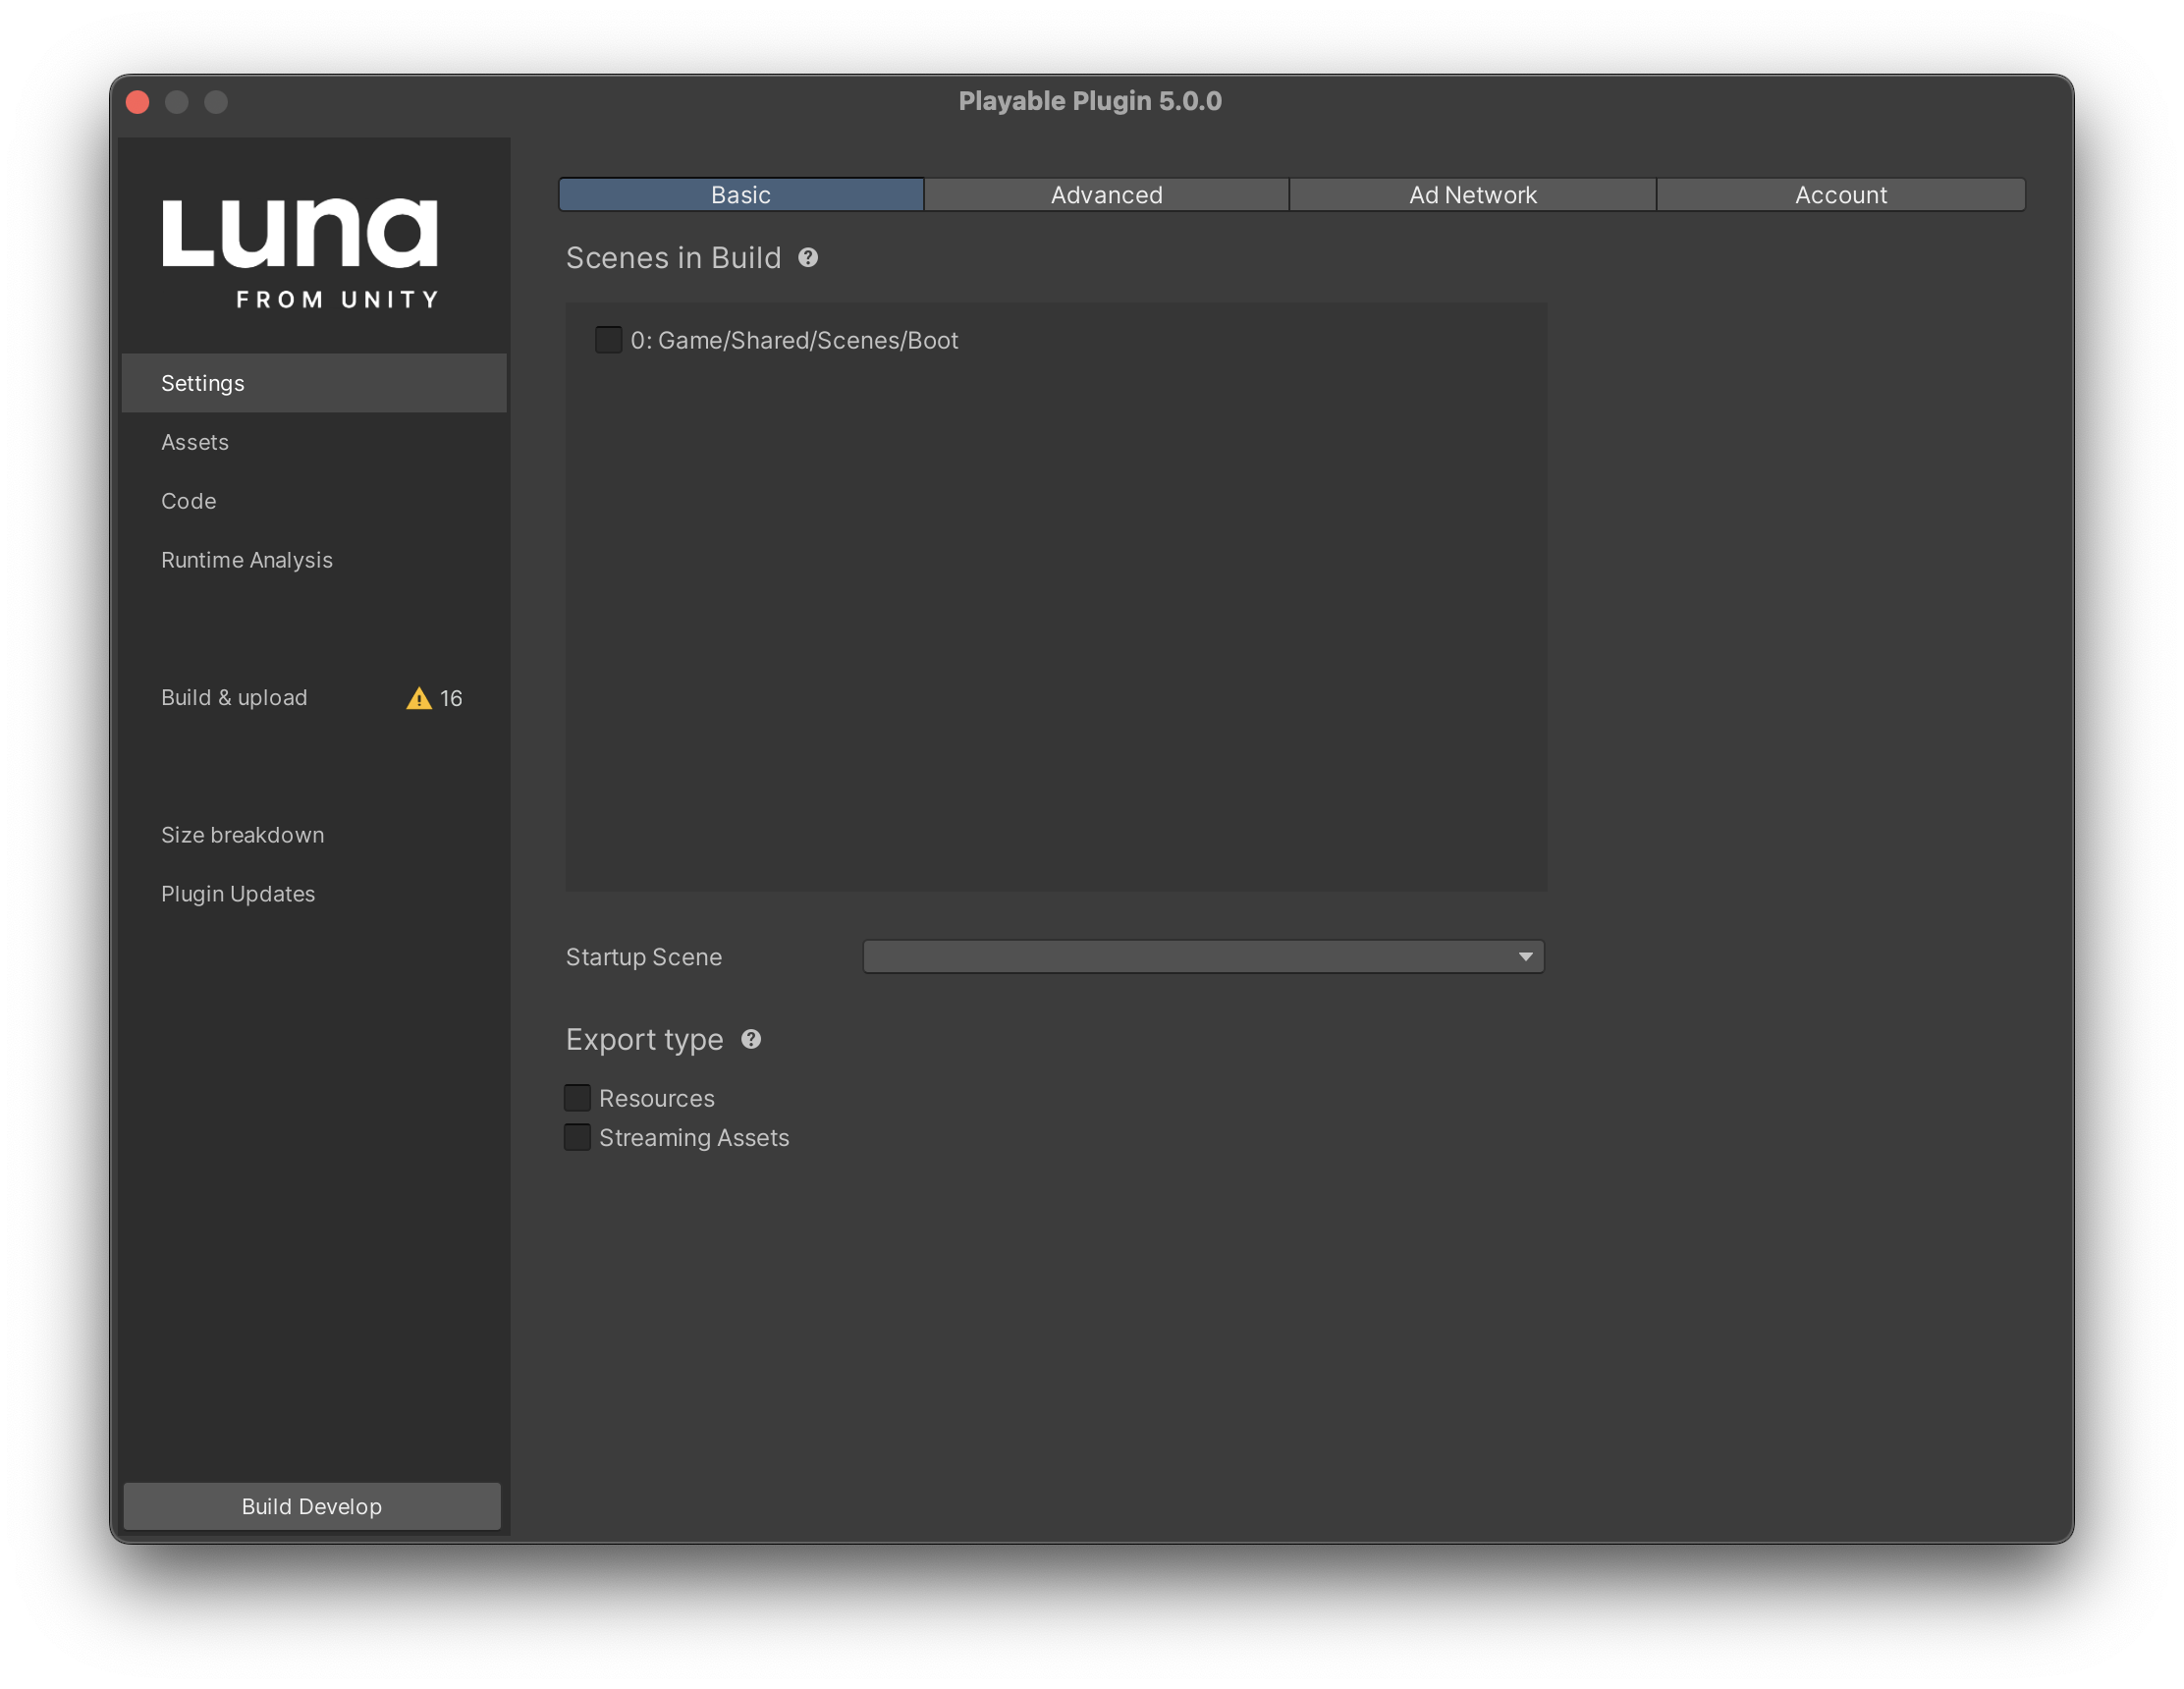 Playable Plugin 5.0.0
Luna
FROM UNITY
Settings
Assets
Code
Runtime Analysis
Build & upload 16
Size breakdown
Plugin Updates
Build Develop
Basic Advanced Ad Network Account
Scenes in Build
0: Game/Shared/Scenes/Boot
Startup Scene
Export type
Resources
Streaming Assets